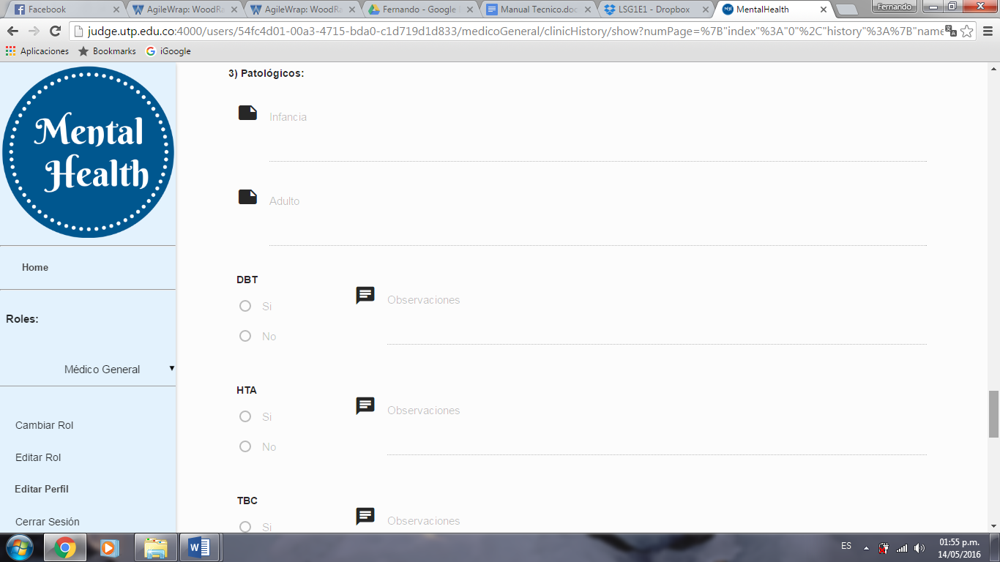 Facebook
AgileWrap: WoodRa
AgileWrap: WoodRa
Fernando - Google
Manual Tecnico.doc
LSG1E1 - Dropbox
MentalHealth
Fernando
judge.utp.edu.co:4000/users/54fc4d01-00a3-4715-bda0-c1d719d1d833/medicoGeneral/clinicHistory/show?numPage=%7B"index"%3A"0"%2C"history"%3A%7B"name
Aplicaciones
Bookmarks
iGoogle
Mental
Health
Home
Roles:
Médico General
Cambiar Rol
Editar Rol
Editar Perfil
Cerrar Sesión
3) Patológicos:
Infancia
Adulto
DBT
Si
No
Observaciones
HTA
Si
No
Observaciones
TBC
Si
Observaciones
ES
01:55 p.m.
14/05/2016